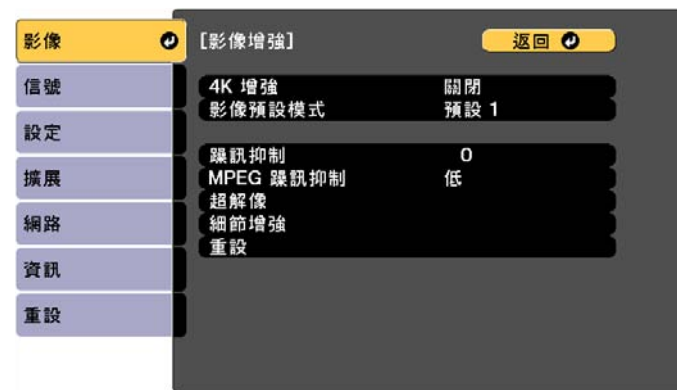 影像
信號
設定
擴展
網路
資訊
重設
[影像增強] 返回
4K 增強 關閉
影像預設模式 預設 1
躁訊抑制 0
MPEG 躁訊抑制 低
超解像
細節增強
重設